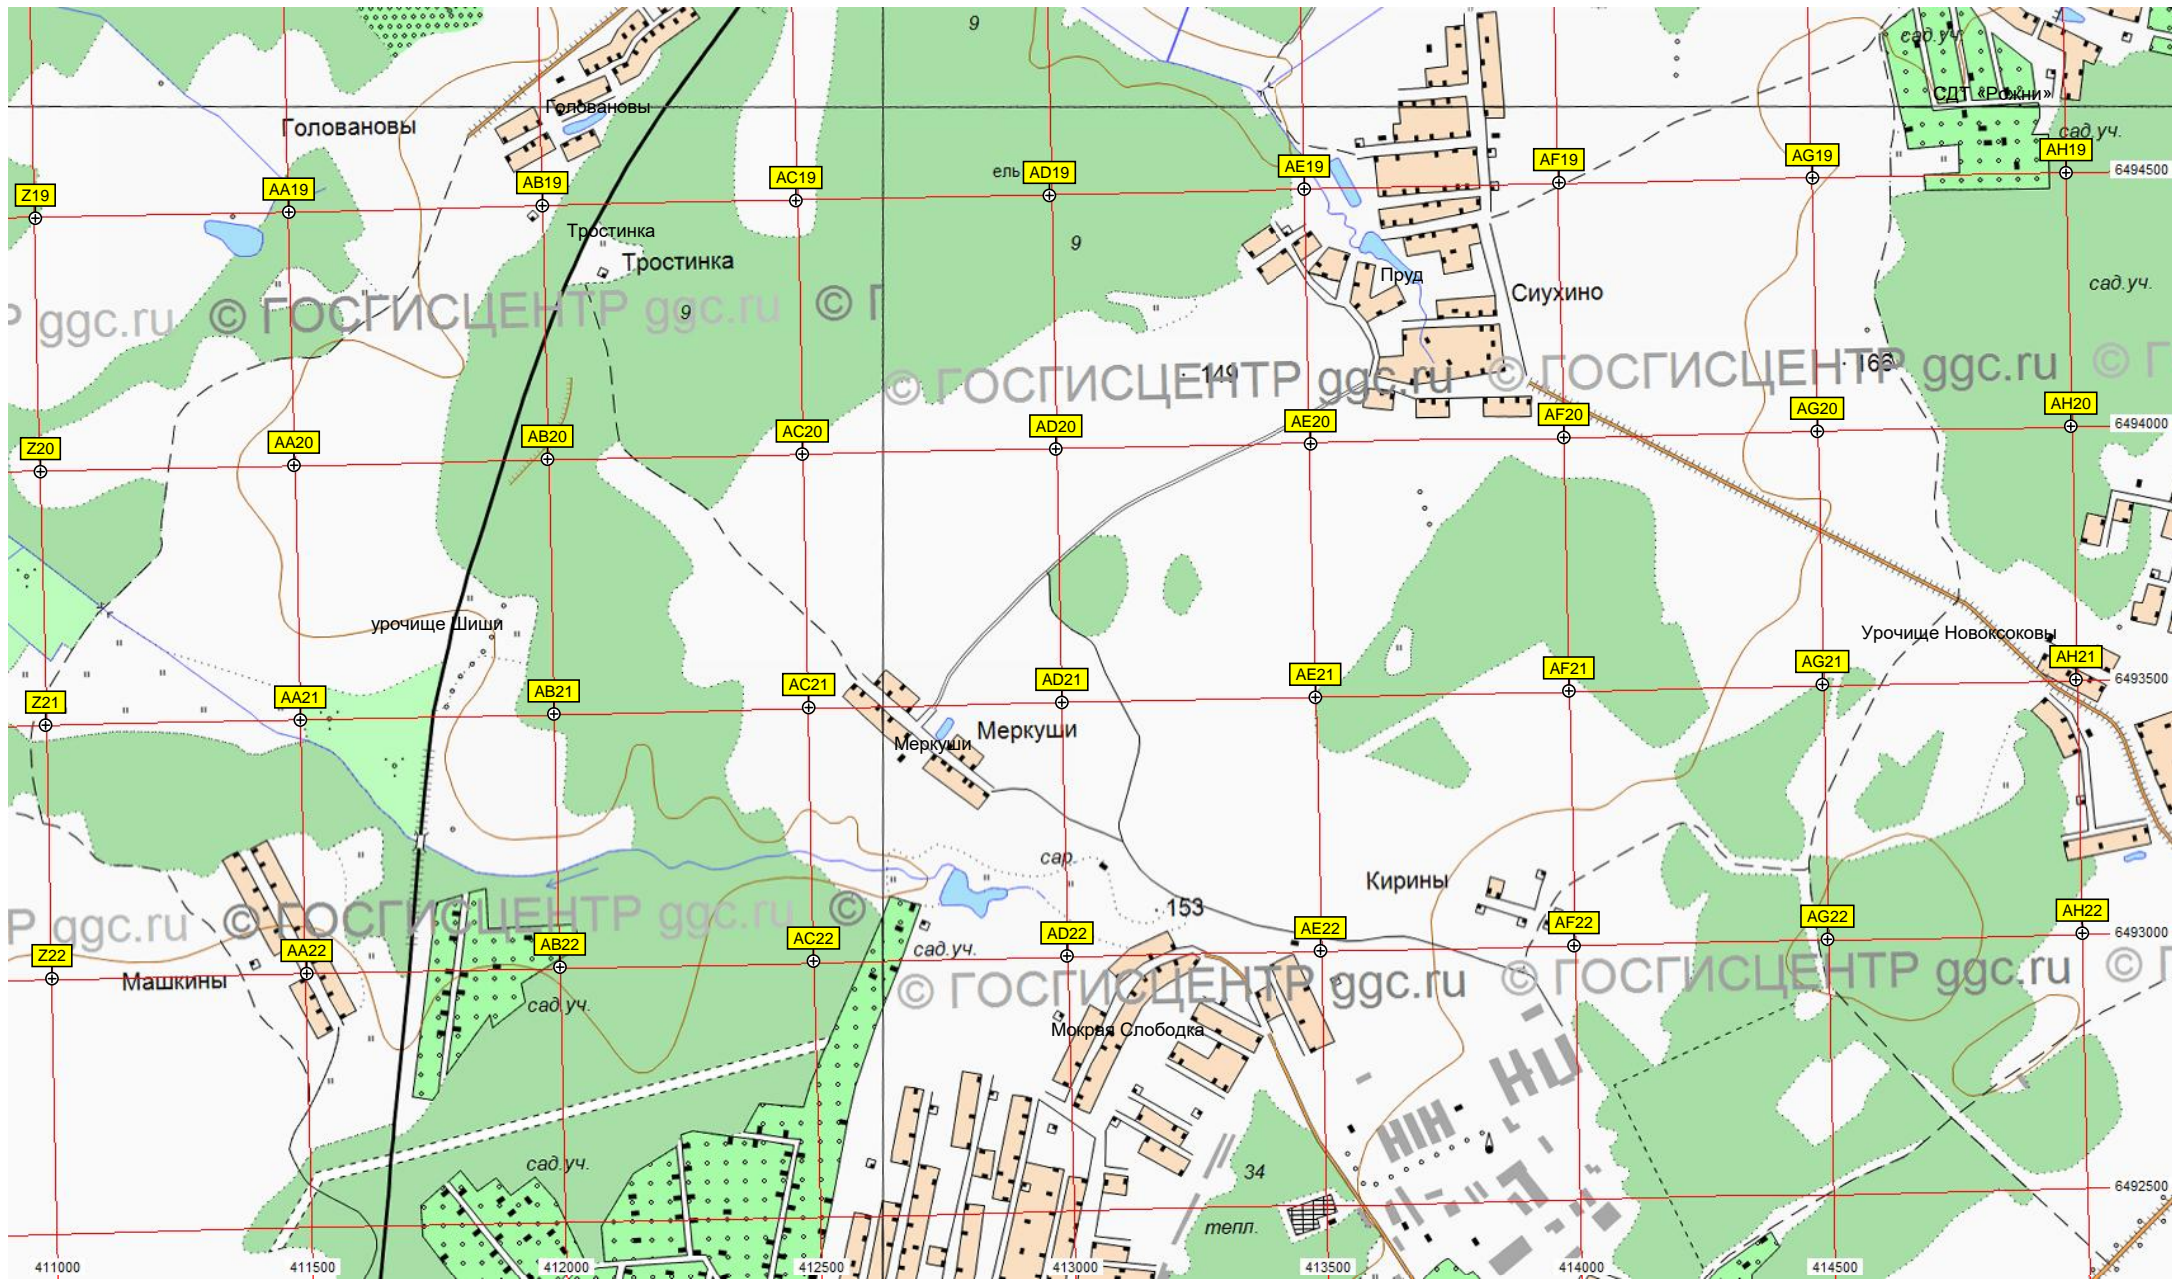 9
сад.уч.
Головановы
СДТ «Рожни»
Головановы
сад.уч.
Z19
AA19
AB19
AC19
ель
AD19
AE19
AF19
AG19
AH19
6494500
Тростинка
Тростинка
9
Пруд
Сиухино
сад.уч.
9
Р ggc.ru
© ГОСГИСЦЕНТР ggc.ru
© Г
149
166
© ГОСГИСЦЕНТР ggc.ru
© ГОСГИСЦЕНТР ggc.ru
© Г
Z20
AA20
AB20
AC20
AD20
AE20
AF20
AG20
AH20
6494000
урочище Шиши
Урочище Новоксоковы
Z21
AA21
AB21
AC21
AD21
AE21
AF21
AG21
AH21
6493500
Меркуши
Меркуши
сар.
Кирины
153
Р ggc.ru
© ГОСГИСЦЕНТР ggc.ru
©
Z22
AA22
AB22
AC22
сад.уч.
AD22
AE22
AF22
AG22
AH22
6493000
Машкины
сад.уч.
© ГОСГИСЦЕНТР ggc.ru
© ГОСГИСЦЕНТР ggc.ru
© Г
Мокрая Слободка
сад.уч.
34
тепл.
6492500
411000
411500
412000
412500
413000
413500
414000
414500